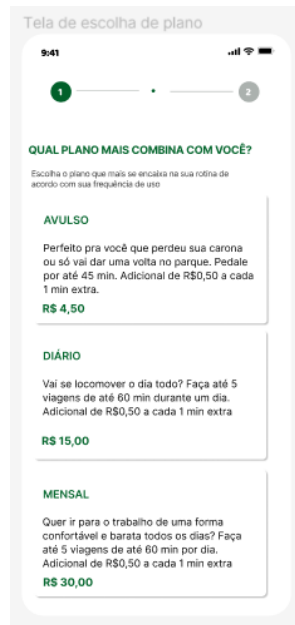 Tela de escolha de plano
9:41
1
2
QUAL PLANO MAIS COMBINA COM VOCÊ?
Escolha o plano que mais se encaixa na sua rotina de
acordo com sua frequência de uso
AVULSO
Perfeito pra você que perdeu sua carona
ou só vai dar uma volta no parque. Pedale
por até 45 min. Adicional de R$0,50 a cada
1 min extra.
R$ 4,50
DIÁRIO
Vai se locomover o dia todo? Faça até 5
viagens de até 60 min durante um dia.
Adicional de R$0,50 a cada 1 min extra
R$ 15,00
MENSAL
Quer ir para o trabalho de uma forma
confortável e barata todos os dias? Faça
até 5 viagens de até 60 min por dia.
Adicional de R$0,50 a cada 1 min extra
R$ 30,00